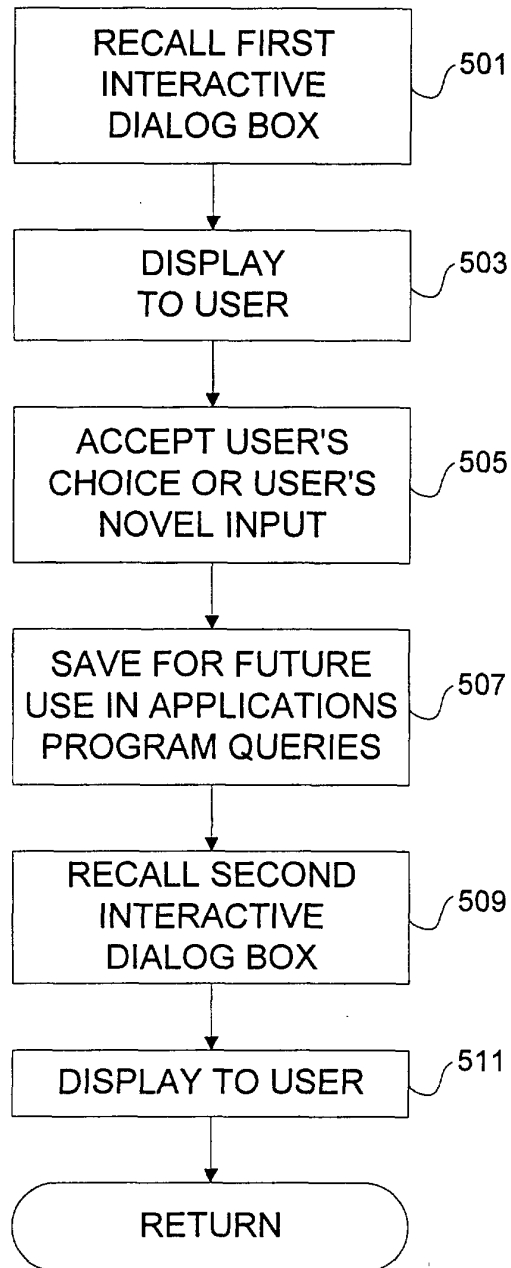 RECALL FIRST
INTERACTIVE
DIALOG BOX
501
DISPLAY
TO USER
503
ACCEPT USER'S
CHOICE OR USER'S
NOVEL INPUT
505
SAVE FOR FUTURE
USE IN APPLICATIONS
PROGRAM QUERIES
507
RECALL SECOND
INTERACTIVE
DIALOG BOX
509
DISPLAY TO USER
511
RETURN